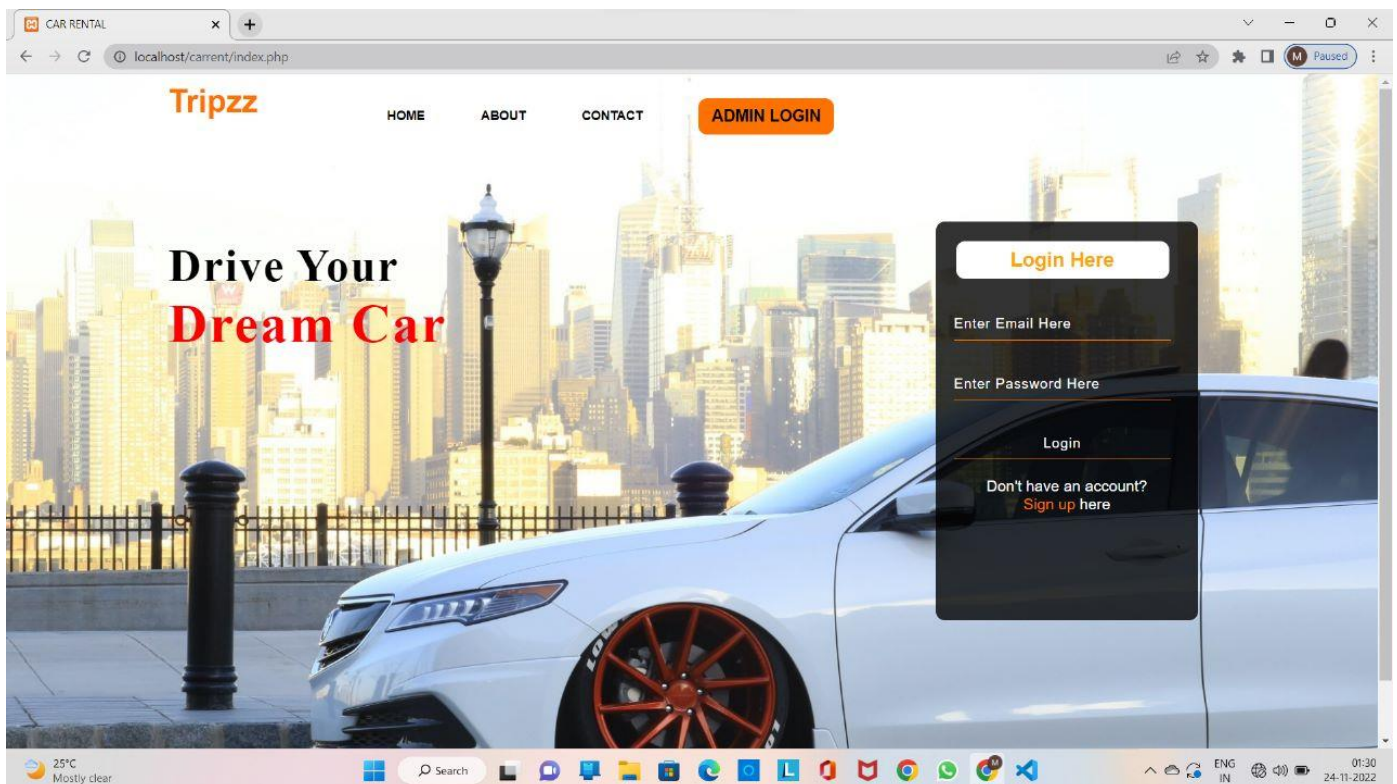 CAR RENTAL
localhost/carrent/index.php
M Paused
Tripzz
HOME ABOUT CONTACT ADMIN LOGIN
Drive Your
Dream Car
Login Here
Enter Email Here
Enter Password Here
Login
Don't have an account?
Sign up here
LOW
25°C
Mostly clear
Search
L
ENG
IN
01:30
24-11-2022